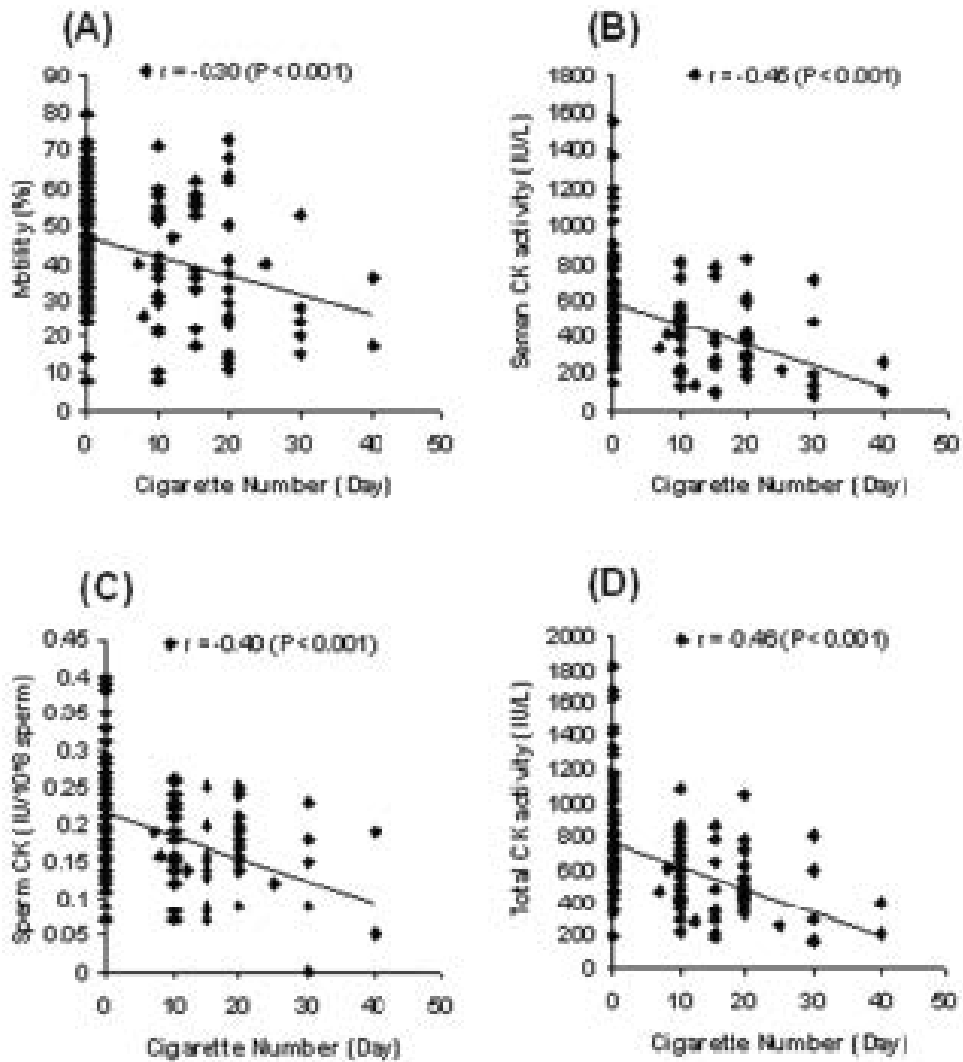 (A)
r = -0.30 (P < 0.001)
90
80
70
60
50
40
30
20
10
0
Motility (%)
0 10 20 30 40 50
Cigarette Number (Day)
(B)
r = -0.46 (P < 0.001)
1800
1600
1400
1200
1000
800
600
400
200
0
Semen CK activity (IU/L)
0 10 20 30 40 50
Cigarette Number (Day)
(C)
r = -0.40 (P < 0.001)
0.45
0.4
0.35
0.3
0.25
0.2
0.15
0.1
0.05
0
Sperm CK (IU/10^8 sperm)
0 10 20 30 40 50
Cigarette Number (Day)
(D)
r = -0.46 (P < 0.001)
2000
1800
1600
1400
1200
1000
800
600
400
200
0
Total CK activity (IU/L)
0 10 20 30 40 50
Cigarette Number (Day)